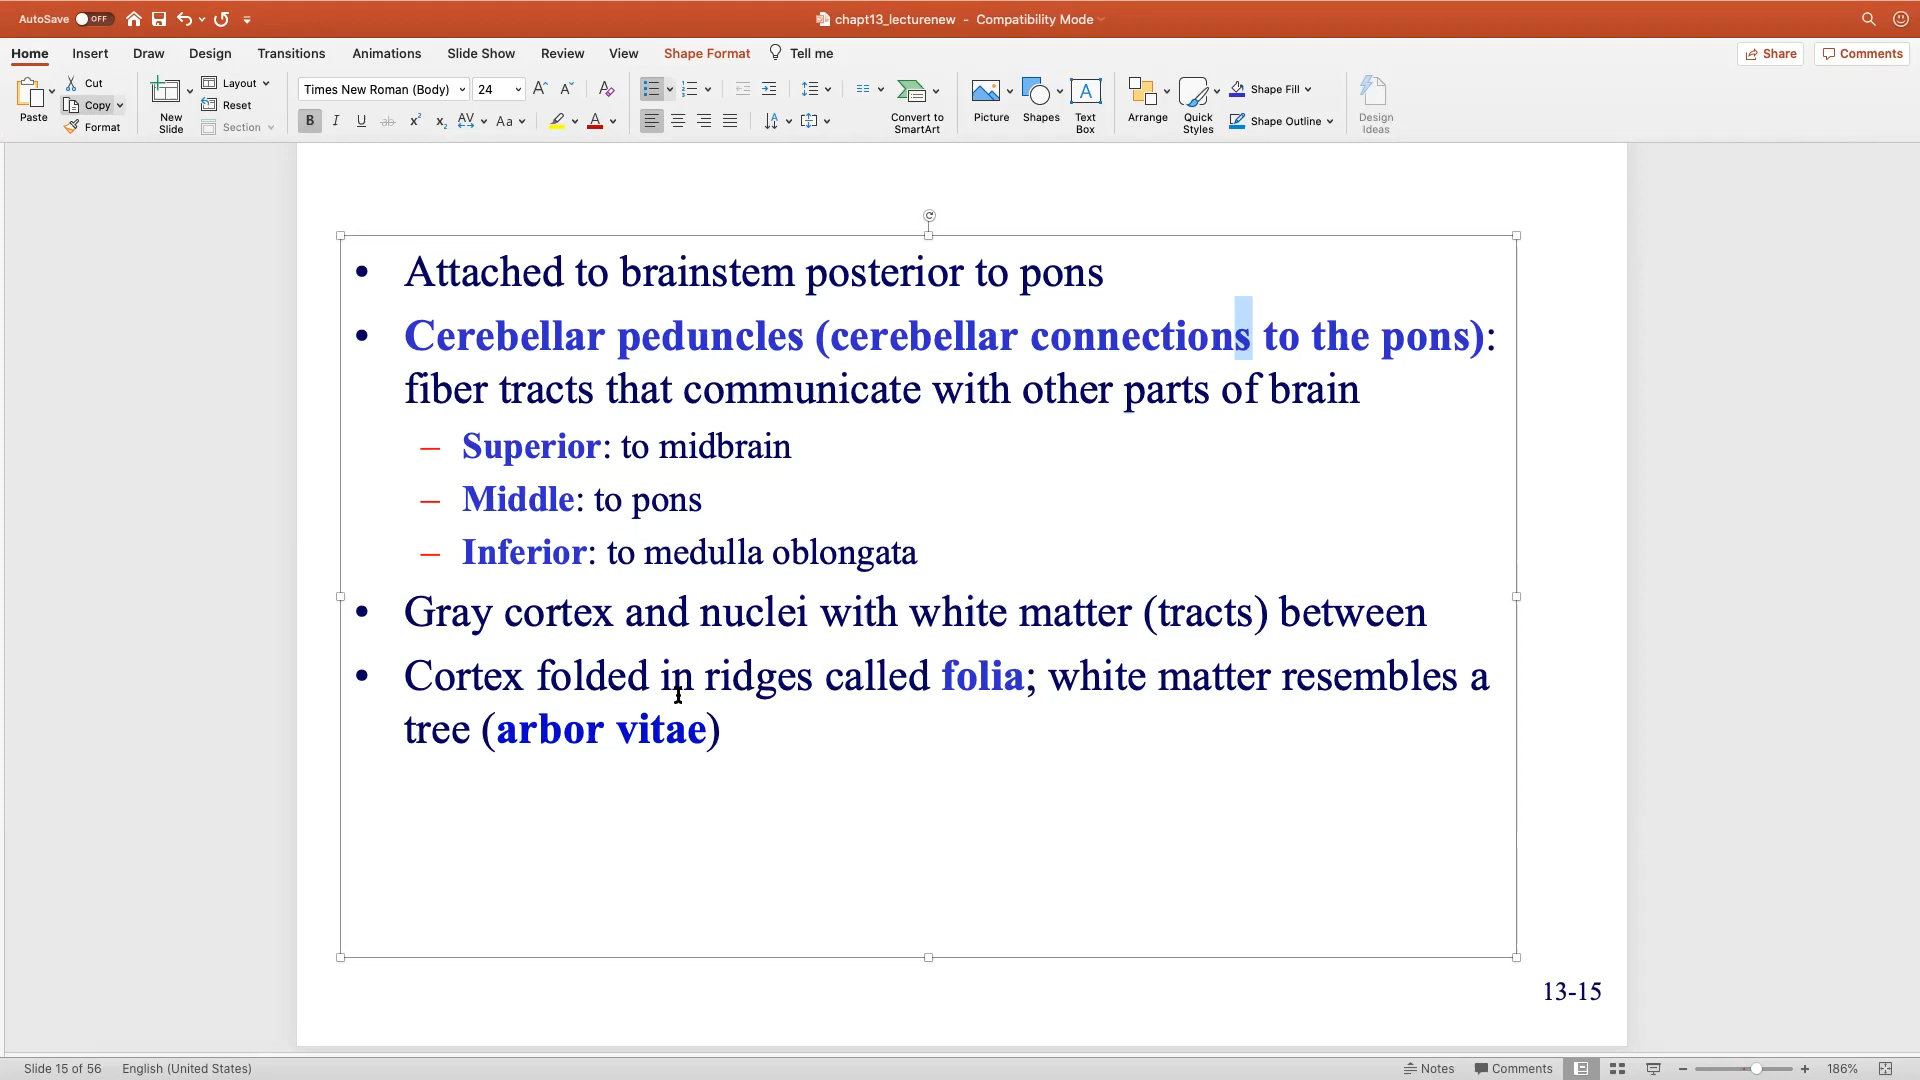 AutoSave OFF
chapt13_lecturenew - Compatibility Mode
Home Insert Draw Design Transitions Animations Slide Show Review View Shape Format Tell me Share Comments
Paste
Cut
Copy
Format
New Slide
Layout
Reset
Section
Times New Roman (Body) 24
Convert to SmartArt
Picture
Shapes
Text Box
Arrange
Quick Styles
Shape Fill
Shape Outline
Design Ideas
• Attached to brainstem posterior to pons
• Cerebellar peduncles (cerebellar connections to the pons):
fiber tracts that communicate with other parts of brain
– Superior: to midbrain
– Middle: to pons
– Inferior: to medulla oblongata
• Gray cortex and nuclei with white matter (tracts) between
• Cortex folded in ridges called folia; white matter resembles a
tree (arbor vitae)
13-15
Slide 15 of 56 English (United States) Notes Comments 186%